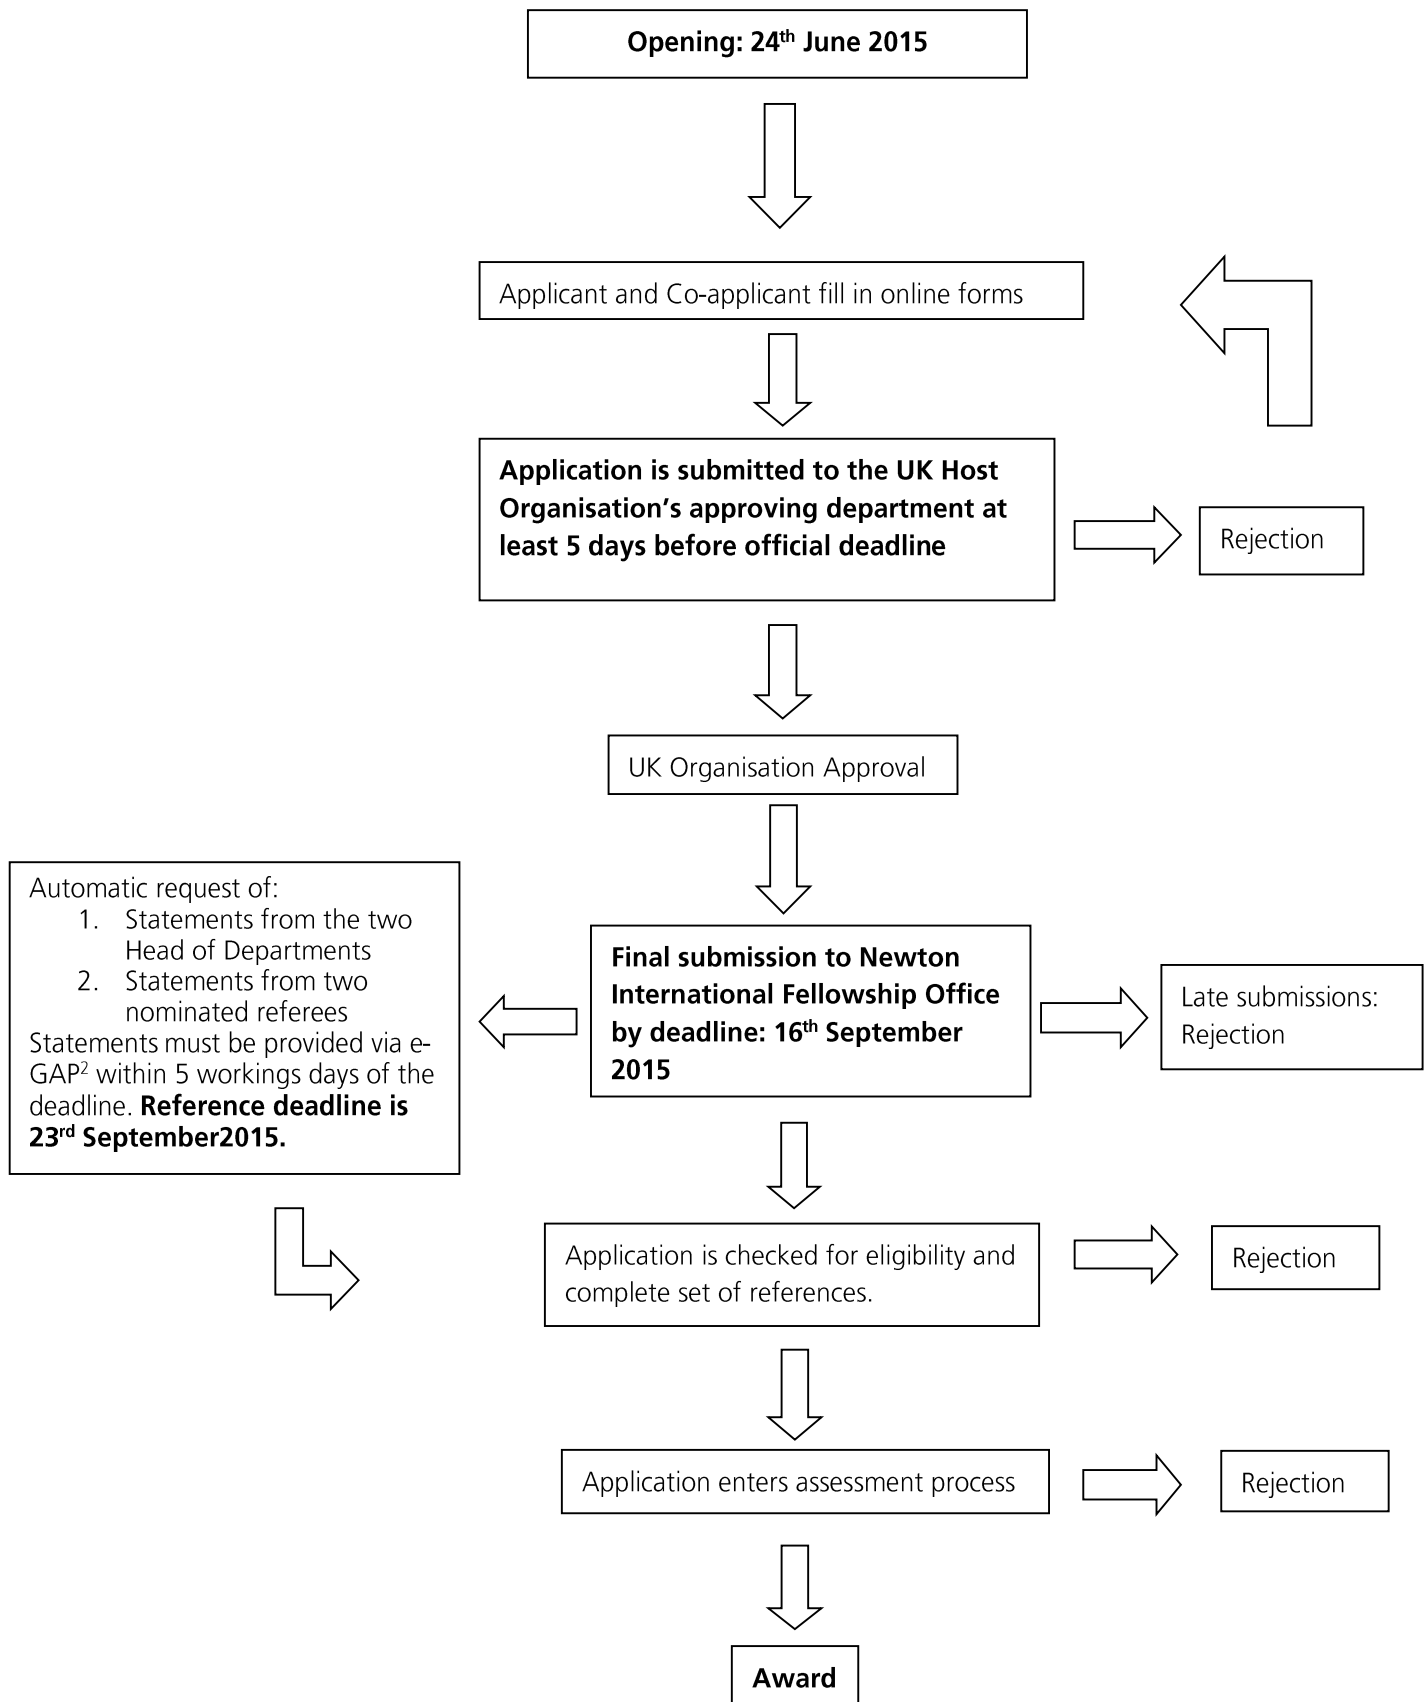 Opening: 24th June 2015
Applicant and Co-applicant fill in online forms
Application is submitted to the UK Host
Organisation’s approving department at
least 5 days before official deadline
Rejection
UK Organisation Approval
Automatic request of:
1. Statements from the two
Head of Departments
2. Statements from two
nominated referees
Statements must be provided via e-
GAP2 within 5 workings days of the
deadline. Reference deadline is
23rd September2015.
Final submission to Newton
International Fellowship Office
by deadline: 16th September
2015
Late submissions:
Rejection
Application is checked for eligibility and
complete set of references.
Rejection
Application enters assessment process
Rejection
Award